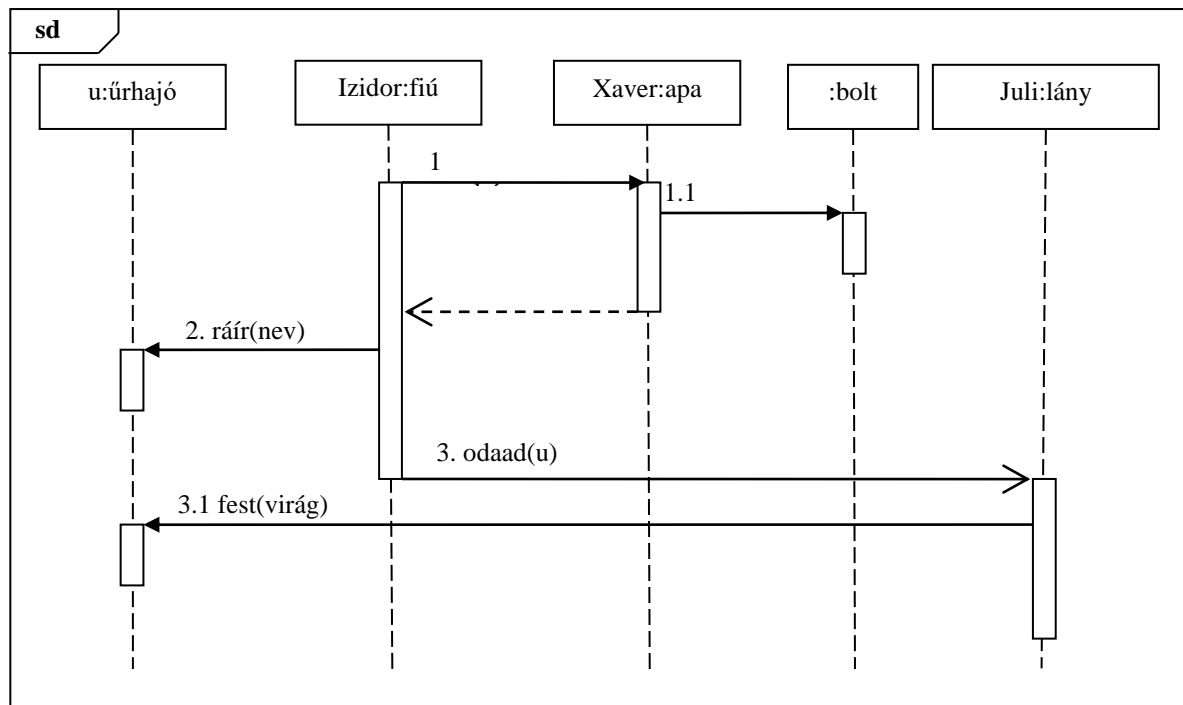 sd
u:űrhajó
Izidor:fiú
Xaver:apa
:bolt
Juli:lány
1
1.1
2. ráír(nev)
3. odaad(u)
3.1 fest(virág)